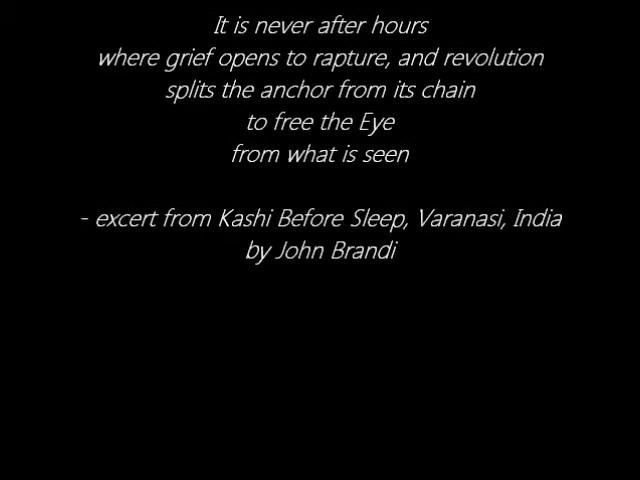 It is never after hours
where grief opens to rapture, and revolution
splits the anchor from its chain
to free the Eye
from what is seen
- excert from Kashi Before Sleep, Varanasi, India
by John Brandi